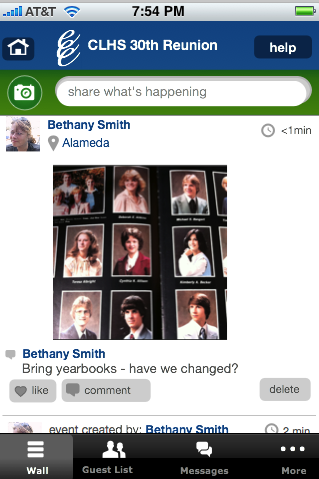 AT&T 7:54 PM
CLHS 30th Reunion
help
share what's happening
Bethany Smith
<1min
Alameda
Bethany Smith
Bring yearbooks - have we changed?
like
comment
delete
event created by: Bethany Smith
2 min
Wall
Guest List
Messages
More